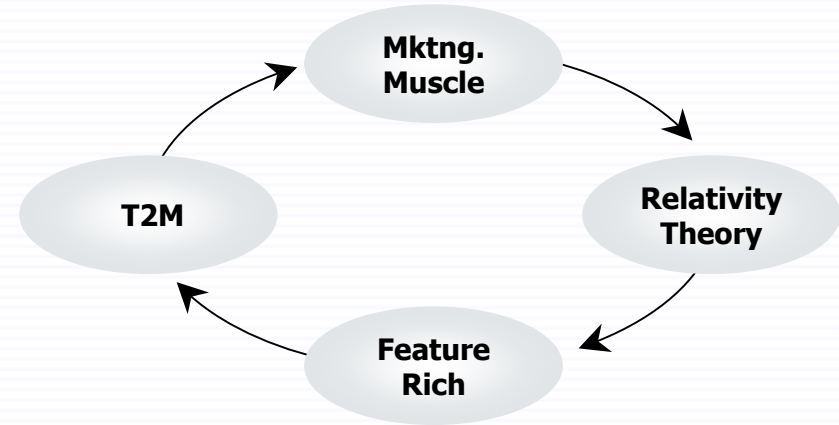 Mktng.
Muscle
T2M
Relativity
Theory
Feature
Rich